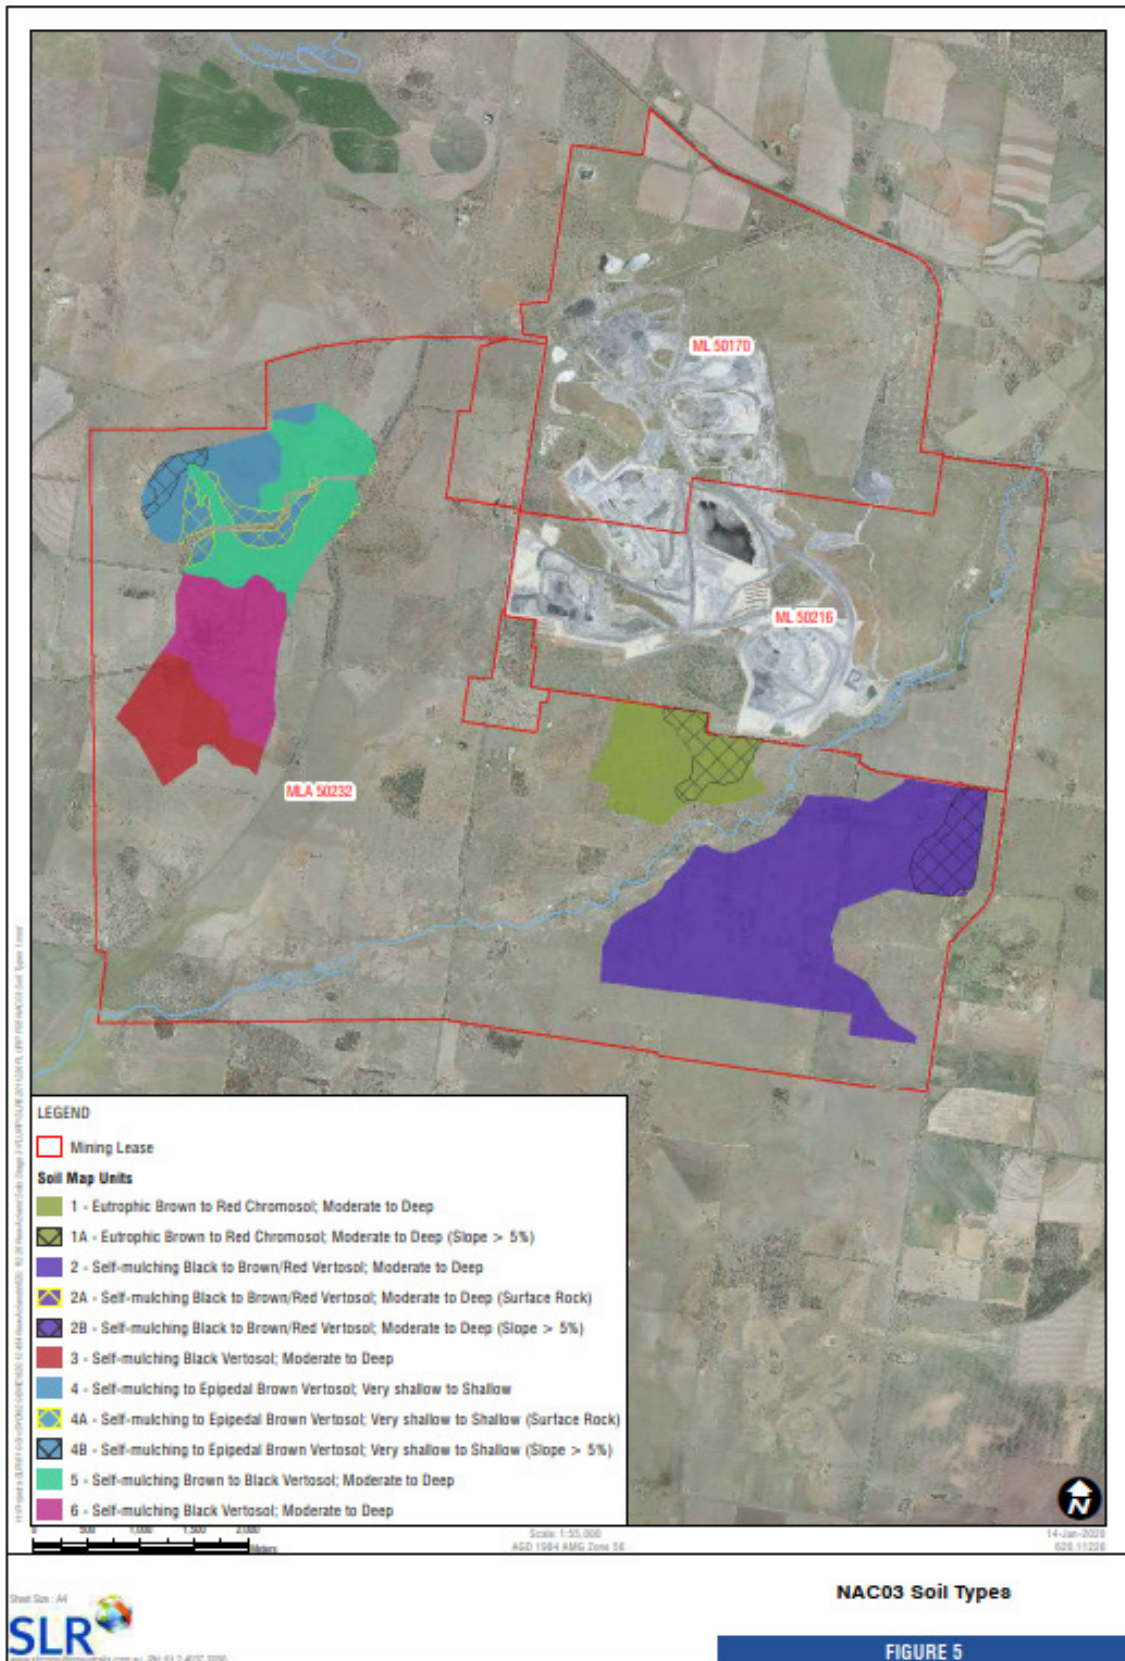 ML 50170
ML 50216
MLA 50232
LEGEND
Mining Lease
Soil Map Units
1 - Eutrophic Brown to Red Chromosol; Moderate to Deep
1A - Eutrophic Brown to Red Chromosol; Moderate to Deep (Slope > 5%)
2 - Self-mulching Black to Brown/Red Vertosol; Moderate to Deep
2A - Self-mulching Black to Brown/Red Vertosol; Moderate to Deep (Surface Rock)
2B - Self-mulching Black to Brown/Red Vertosol; Moderate to Deep (Slope > 5%)
3 - Self-mulching Black Vertosol; Moderate to Deep
4 - Self-mulching to Epipedal Brown Vertosol; Very shallow to Shallow
4A - Self-mulching to Epipedal Brown Vertosol; Very shallow to Shallow (Surface Rock)
4B - Self-mulching to Epipedal Brown Vertosol; Very shallow to Shallow (Slope > 5%)
5 - Self-mulching Brown to Black Vertosol; Moderate to Deep
6 - Self-mulching Black Vertosol; Moderate to Deep
N
0 500 1,000 1,500 2,000
Meters
Scale: 1:55,000
AGD 1984 AMG Zone 56
14-Jan-2020
620.11226
Sheet Size : A4
SLR
NAC03 Soil Types
FIGURE 5